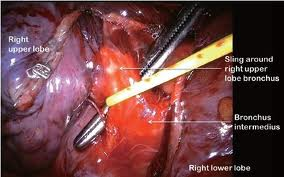 Right
upper lobe
Sling around
right upper
lobe bronchus
Bronchus
intermedius
Right lower lobe